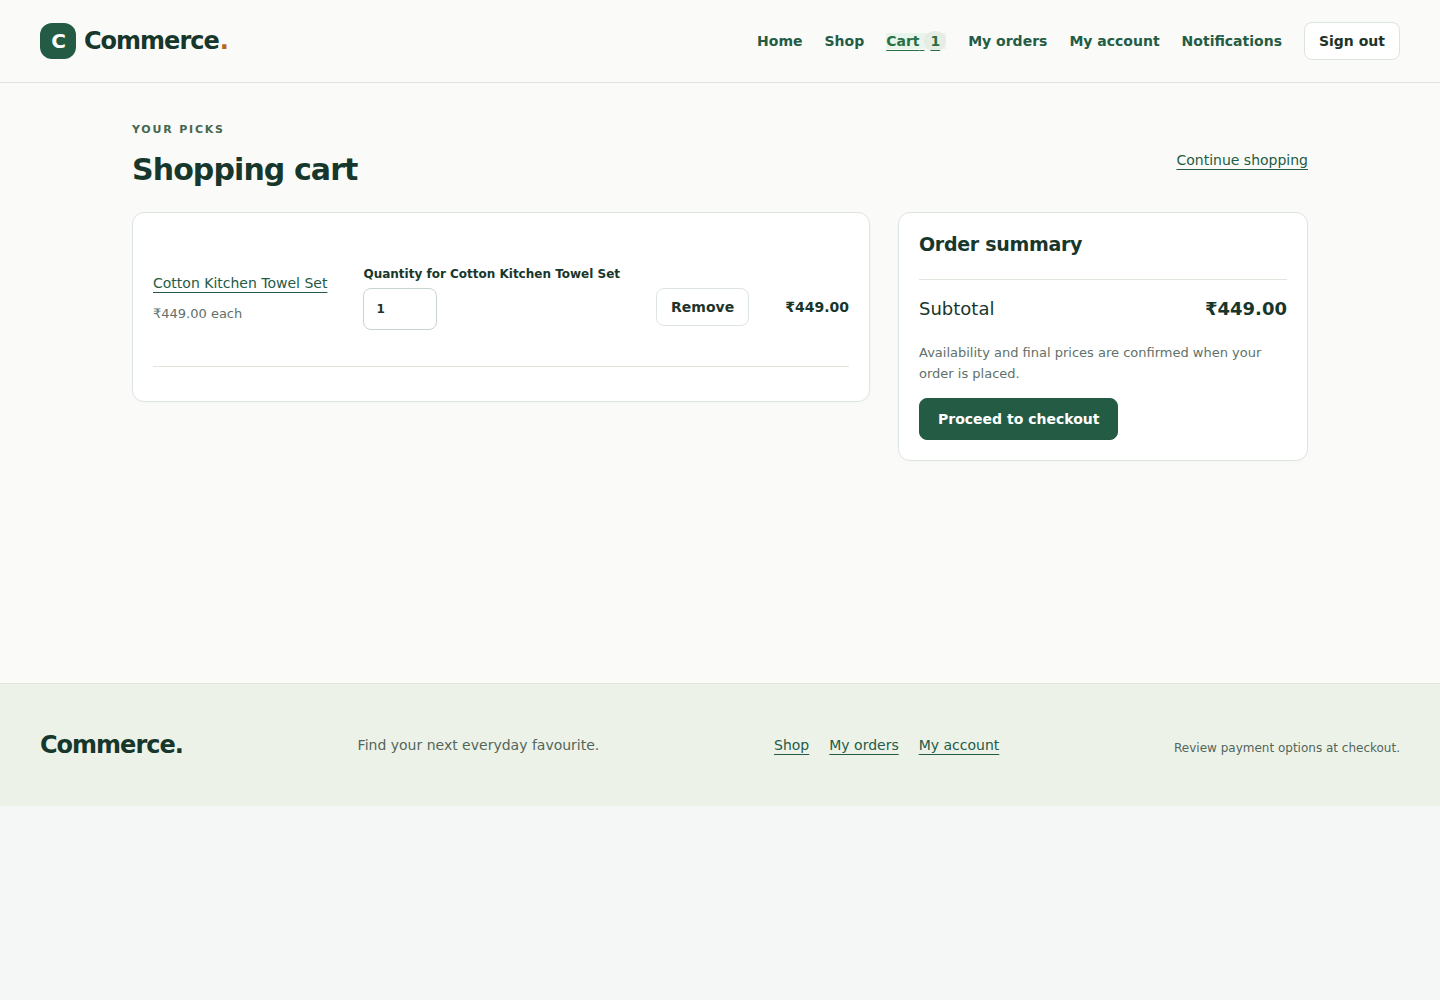 C Commerce.
Home Shop Cart 1 My orders My account Notifications Sign out
YOUR PICKS
Shopping cart
Continue shopping
Cotton Kitchen Towel Set
₹449.00 each
Quantity for Cotton Kitchen Towel Set
1
Remove
₹449.00
Order summary
Subtotal ₹449.00
Availability and final prices are confirmed when your
order is placed.
Proceed to checkout
Commerce.
Find your next everyday favourite.
Shop My orders My account
Review payment options at checkout.